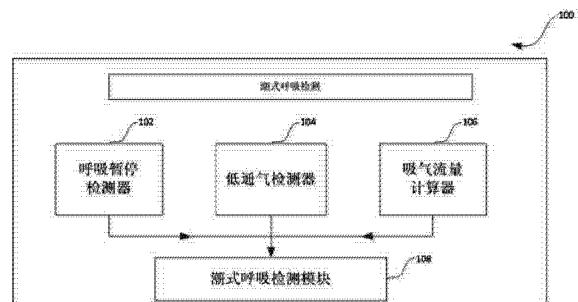 100
潮式呼吸检测
102
104
106
呼吸暂停
检测器
低通气检测器
吸气流量
计算器
108
潮式呼吸检测模块